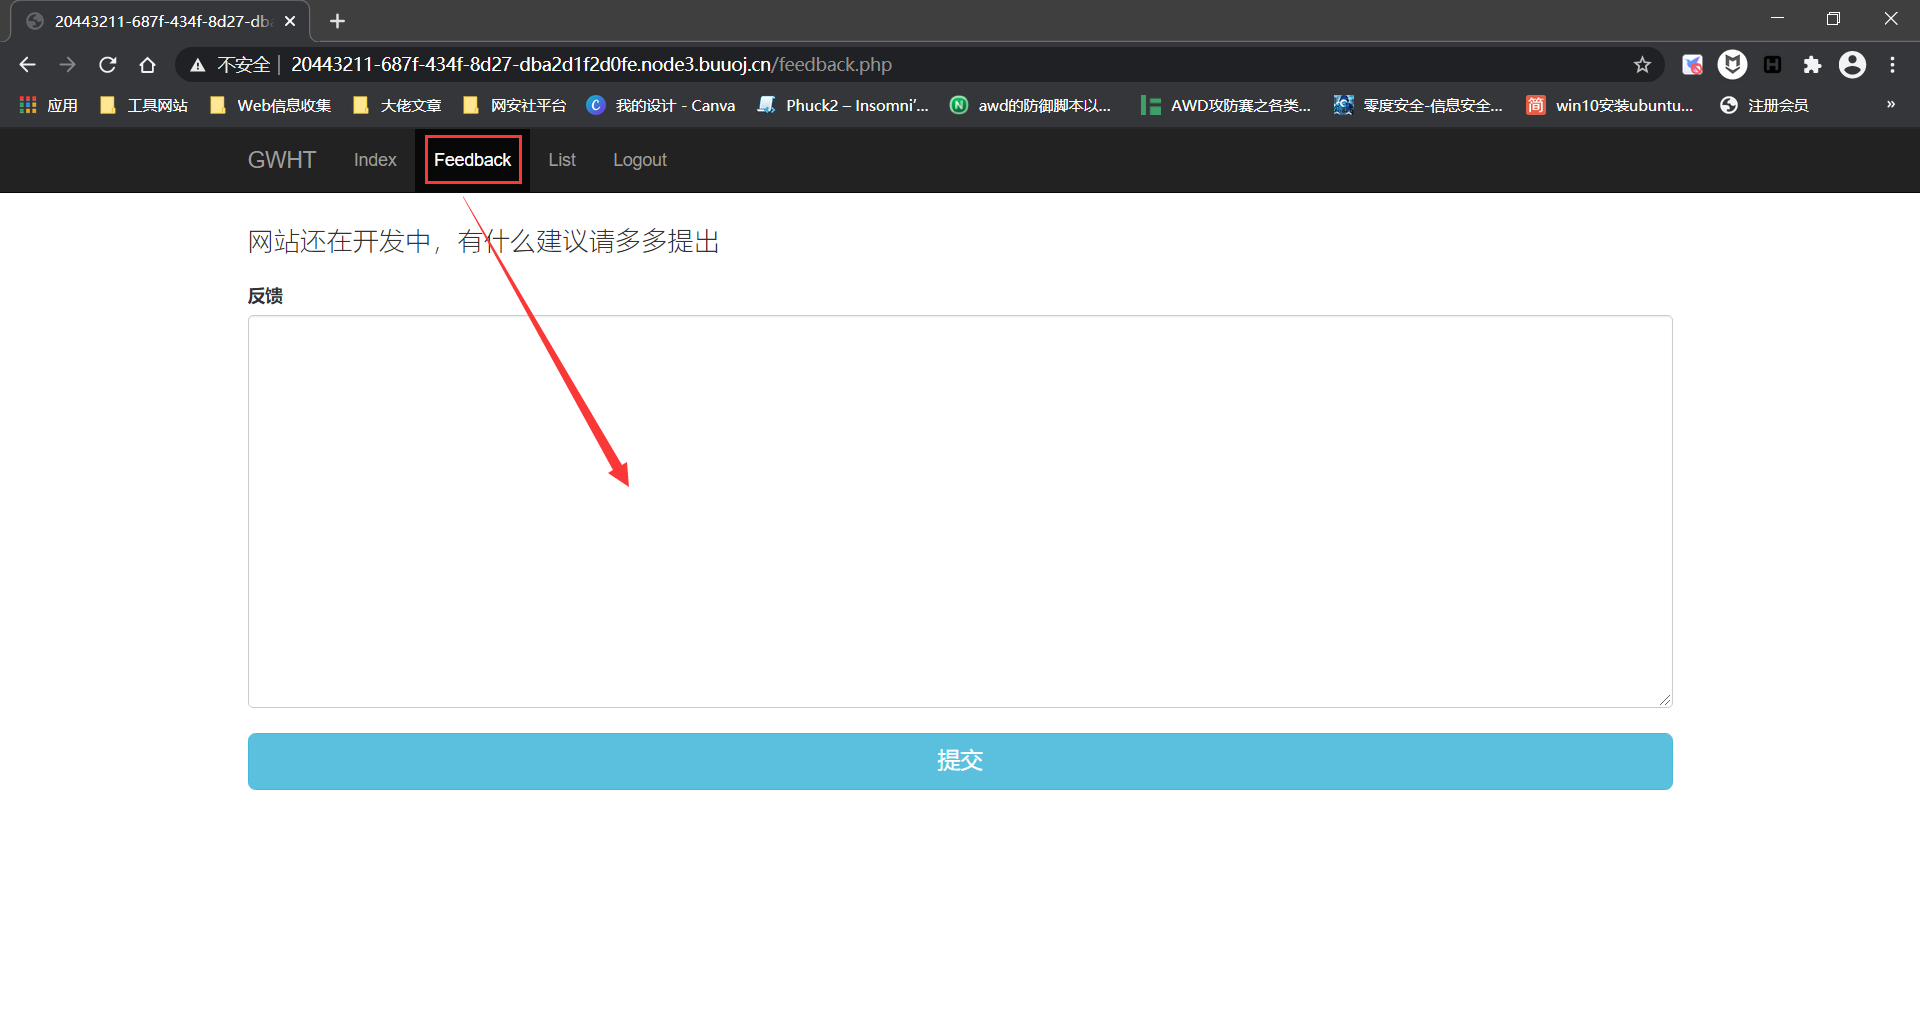 20443211-687f-434f-8d27-db
不安全 20443211-687f-434f-8d27-dba2d1f2d0fe.node3.buuoj.cn/feedback.php
应用 工具网站 Web信息收集 大佬文章 网安社平台 我的设计 - Canva Phuck2 – Insomni'... awd的防御脚本以... AWD攻防赛之各类... 零度安全-信息安全... 简 win10安装ubuntu... 注册会员 »
GWHT Index Feedback List Logout
网站还在开发中，有什么建议请多多提出
反馈
提交